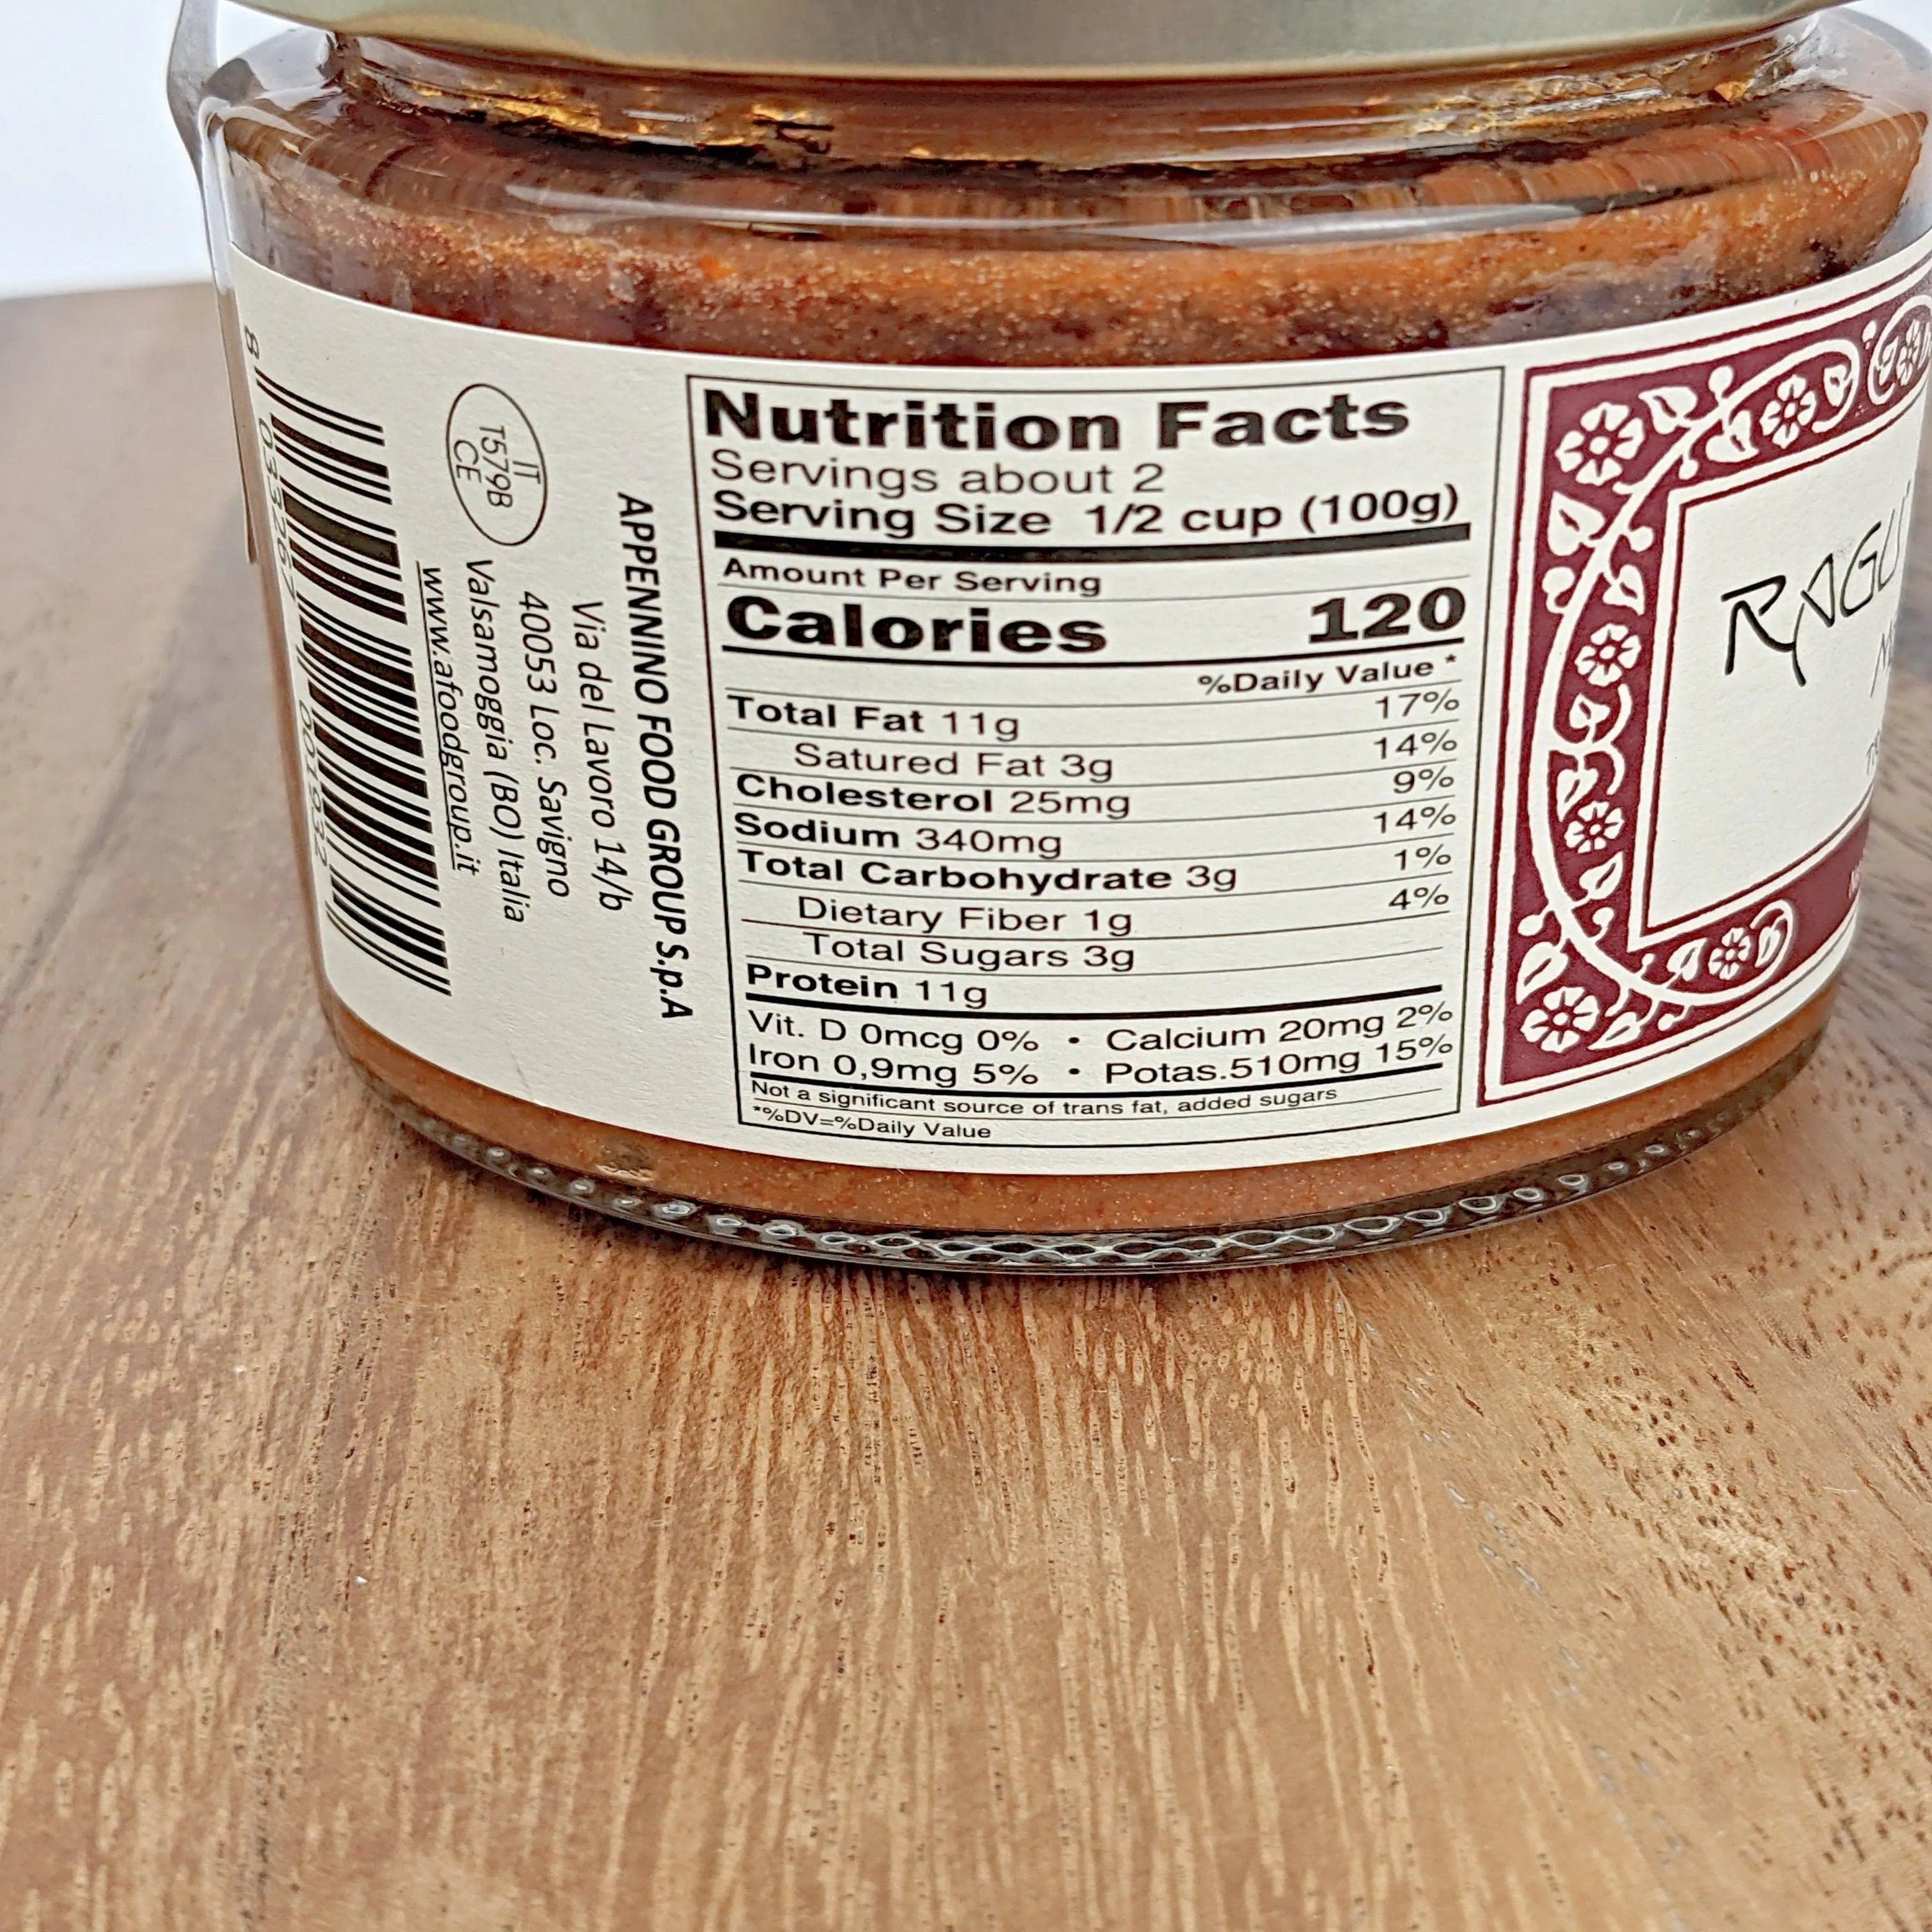 Nutrition Facts
Servings about 2
Serving Size 1/2 cup (100g)
Amount Per Serving
Calories 120
%Daily Value *
Total Fat 11g 17%
Satured Fat 3g 14%
Cholesterol 25mg 9%
Sodium 340mg 14%
Total Carbohydrate 3g 1%
Dietary Fiber 1g 4%
Total Sugars 3g
Protein 11g
Vit. D 0mcg 0% • Calcium 20mg 2%
Iron 0,9mg 5% • Potas.510mg 15%
Not a significant source of trans fat, added sugars
*%DV=%Daily Value
APPENNINO FOOD GROUP S.p.A
Via del Lavoro 14/b
40053 Loc. Savigno
Valsamoggia (BO) Italia
www.afoodgroup.it
IT
T579B
CE
8 033267 001932
RAGU